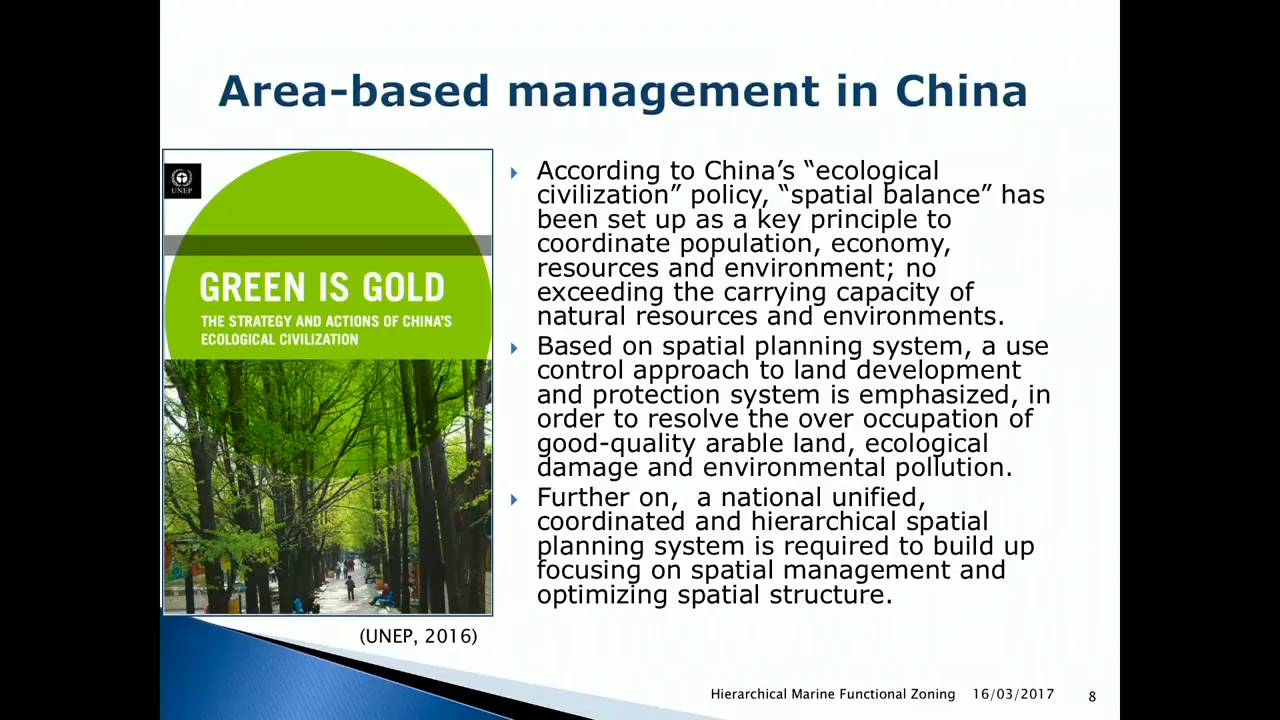 Area-based management in China
UNEP
GREEN IS GOLD
THE STRATEGY AND ACTIONS OF CHINA'S
ECOLOGICAL CIVILIZATION
(UNEP, 2016)
According to China’s “ecological
civilization” policy, “spatial balance” has
been set up as a key principle to
coordinate population, economy,
resources and environment; no
exceeding the carrying capacity of
natural resources and environments.
Based on spatial planning system, a use
control approach to land development
and protection system is emphasized, in
order to resolve the over occupation of
good-quality arable land, ecological
damage and environmental pollution.
Further on,  a national unified,
coordinated and hierarchical spatial
planning system is required to build up
focusing on spatial management and
optimizing spatial structure.
Hierarchical Marine Functional Zoning 16/03/2017 8